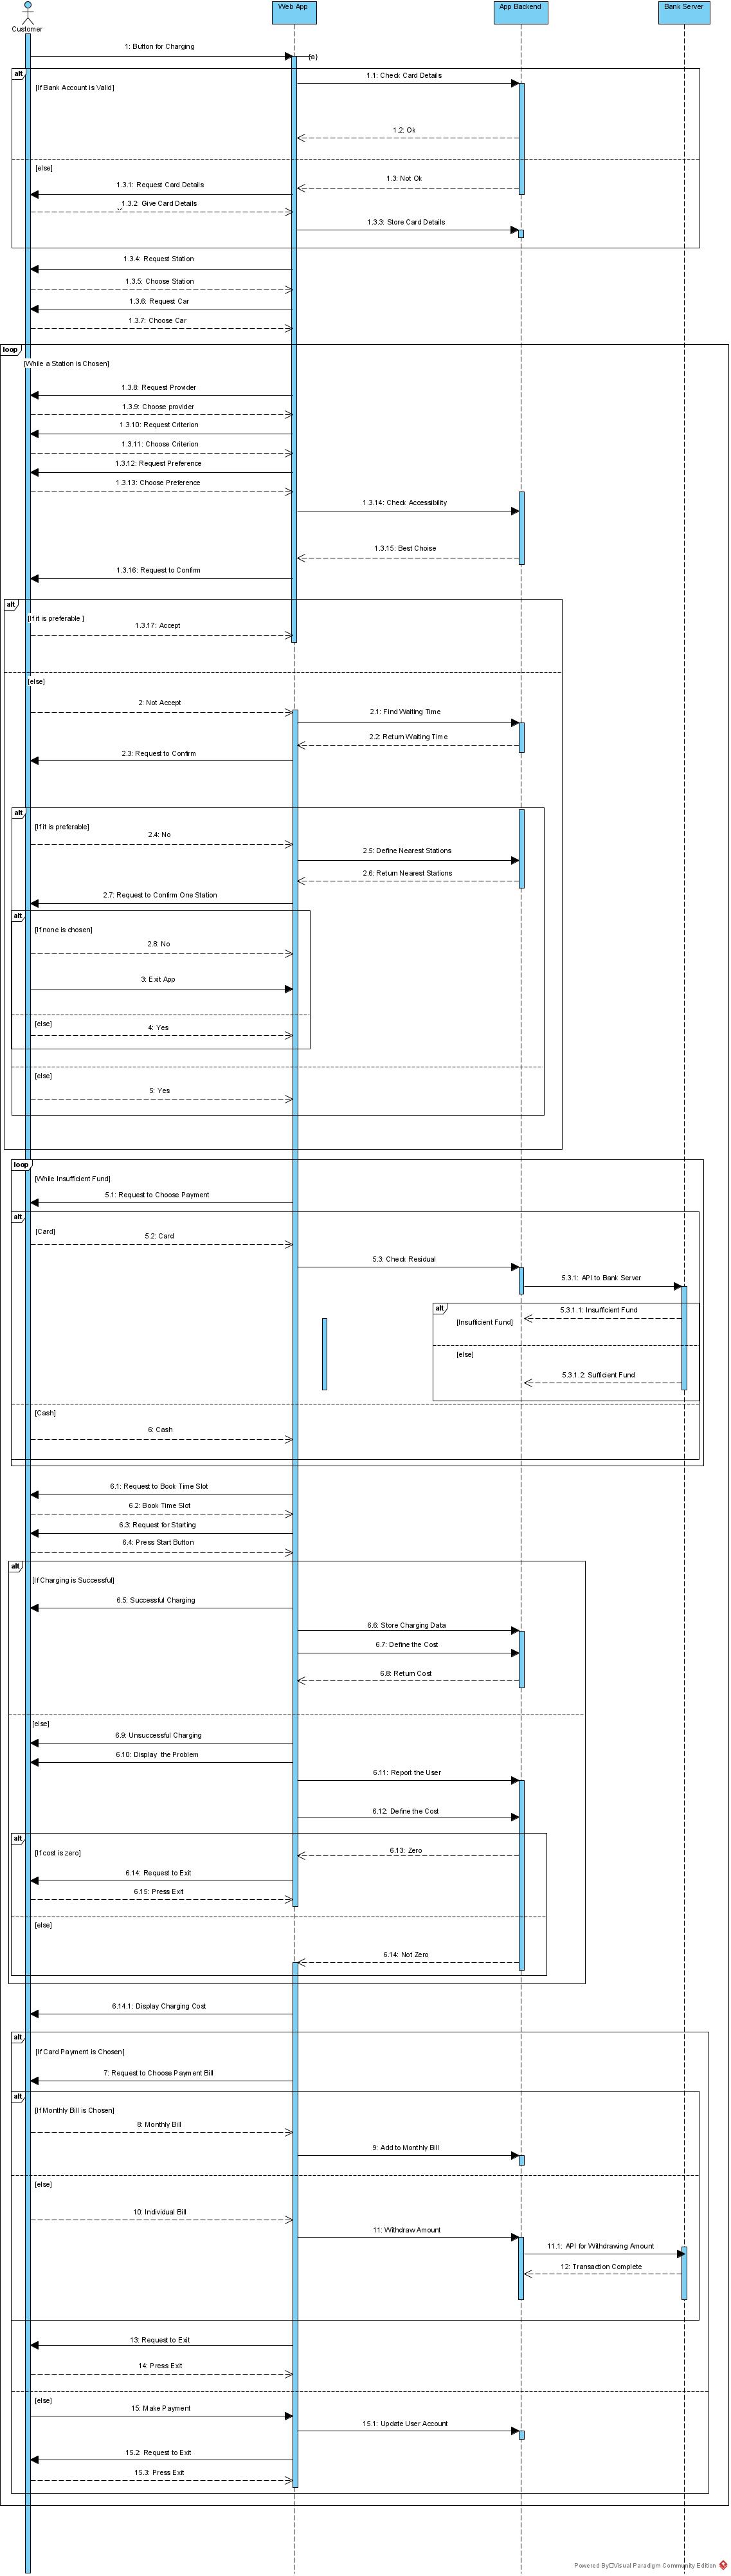 Customer
Web App
App Backend
Bank Server
1: Button for Charging
{a}
alt
1.1: Check Card Details
[If Bank Account is Valid]
1.2: Ok
[else]
1.3: Not Ok
1.3.1: Request Card Details
1.3.2: Give Card Details
1.3.3: Store Card Details
1.3.4: Request Station
1.3.5: Choose Station
1.3.6: Request Car
1.3.7: Choose Car
loop
[While a Station is Chosen]
1.3.8: Request Provider
1.3.9: Choose provider
1.3.10: Request Criterion
1.3.11: Choose Criterion
1.3.12: Request Preference
1.3.13: Choose Preference
1.3.14: Check Accessibility
1.3.15: Best Choise
1.3.16: Request to Confirm
alt
[If it is preferable ]
1.3.17: Accept
[else]
2: Not Accept
2.1: Find Waiting Time
2.2: Return Waiting Time
2.3: Request to Confirm
alt
[If it is preferable]
2.4: No
2.5: Define Nearest Stations
2.6: Return Nearest Stations
2.7: Request to Confirm One Station
alt
[If none is chosen]
2.8: No
3: Exit App
[else]
4: Yes
[else]
5: Yes
loop
[While Insufficient Fund]
5.1: Request to Choose Payment
alt
[Card]
5.2: Card
5.3: Check Residual
5.3.1: API to Bank Server
alt
5.3.1.1: Insufficient Fund
[Insufficient Fund]
[else]
5.3.1.2: Sufficient Fund
[Cash]
6: Cash
6.1: Request to Book Time Slot
6.2: Book Time Slot
6.3: Request for Starting
6.4: Press Start Button
alt
[If Charging is Successful]
6.5: Successful Charging
6.6: Store Charging Data
6.7: Define the Cost
6.8: Return Cost
[else]
6.9: Unsuccessful Charging
6.10: Display the Problem
6.11: Report the User
6.12: Define the Cost
alt
[If cost is zero]
6.13: Zero
6.14: Request to Exit
6.15: Press Exit
[else]
6.14: Not Zero
6.14.1: Display Charging Cost
alt
[If Card Payment is Chosen]
7: Request to Choose Payment Bill
alt
[If Monthly Bill is Chosen]
8: Monthly Bill
9: Add to Monthly Bill
[else]
10: Individual Bill
11: Withdraw Amount
11.1: API for Withdrawing Amount
12: Transaction Complete
13: Request to Exit
14: Press Exit
[else]
15: Make Payment
15.1: Update User Account
15.2: Request to Exit
15.3: Press Exit
Powered By□Visual Paradigm Community Edition